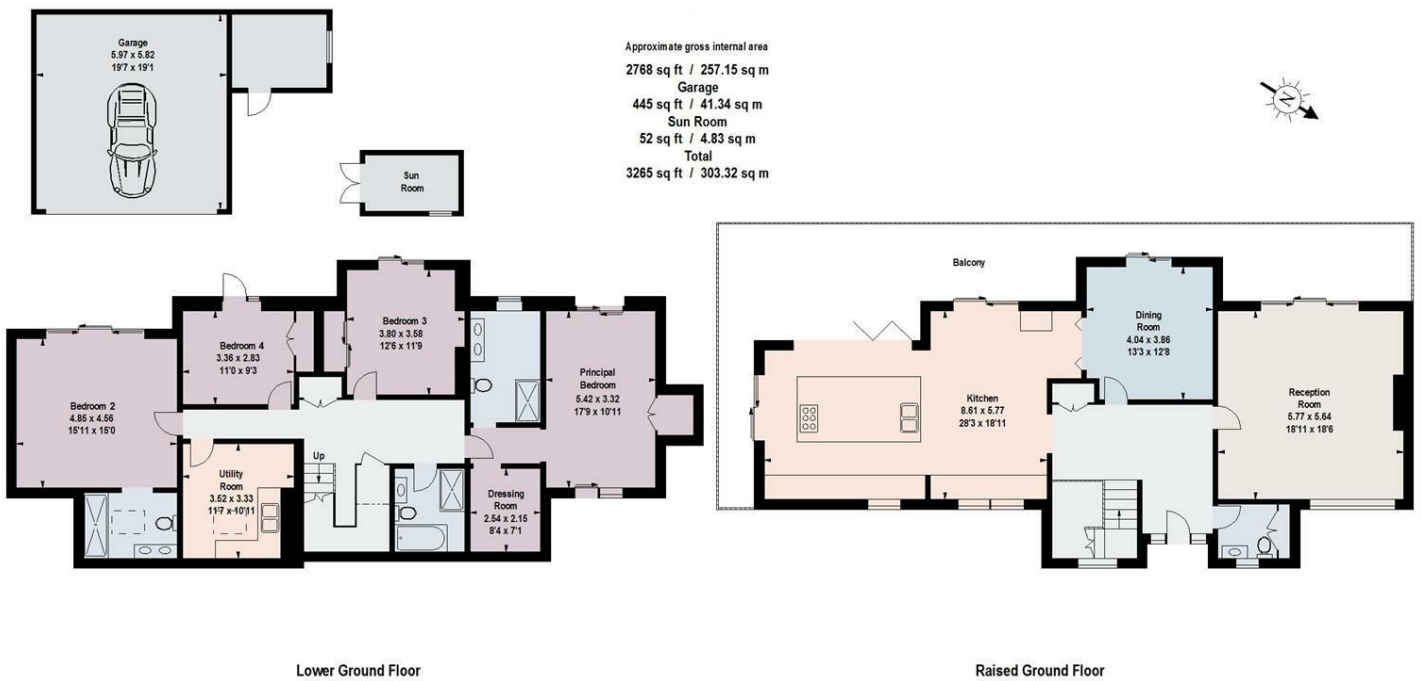 Garage
5.97 x 5.82
19'7 x 19'1
Approximate gross internal area
2768 sq ft / 257.15 sq m
Garage
445 sq ft / 41.34 sq m
Sun Room
52 sq ft / 4.83 sq m
Total
3265 sq ft / 303.32 sq m
N
Sun
Room
Bedroom 2
4.85 x 4.56
15'11 x 15'0
Bedroom 4
3.36 x 2.83
11'0 x 9'3
Bedroom 3
3.80 x 3.58
12'6 x 11'9
Principal
Bedroom
5.42 x 3.32
17'9 x 10'11
Up
Utility
Room
3.52 x 3.33
11'7 x 10'11
Dressing
Room
2.54 x 2.15
8'4 x 7'1
Balcony
Kitchen
8.61 x 5.77
28'3 x 18'11
Dining
Room
4.04 x 3.86
13'3 x 12'8
Reception
Room
5.77 x 5.64
18'11 x 18'6
Lower Ground Floor
Raised Ground Floor